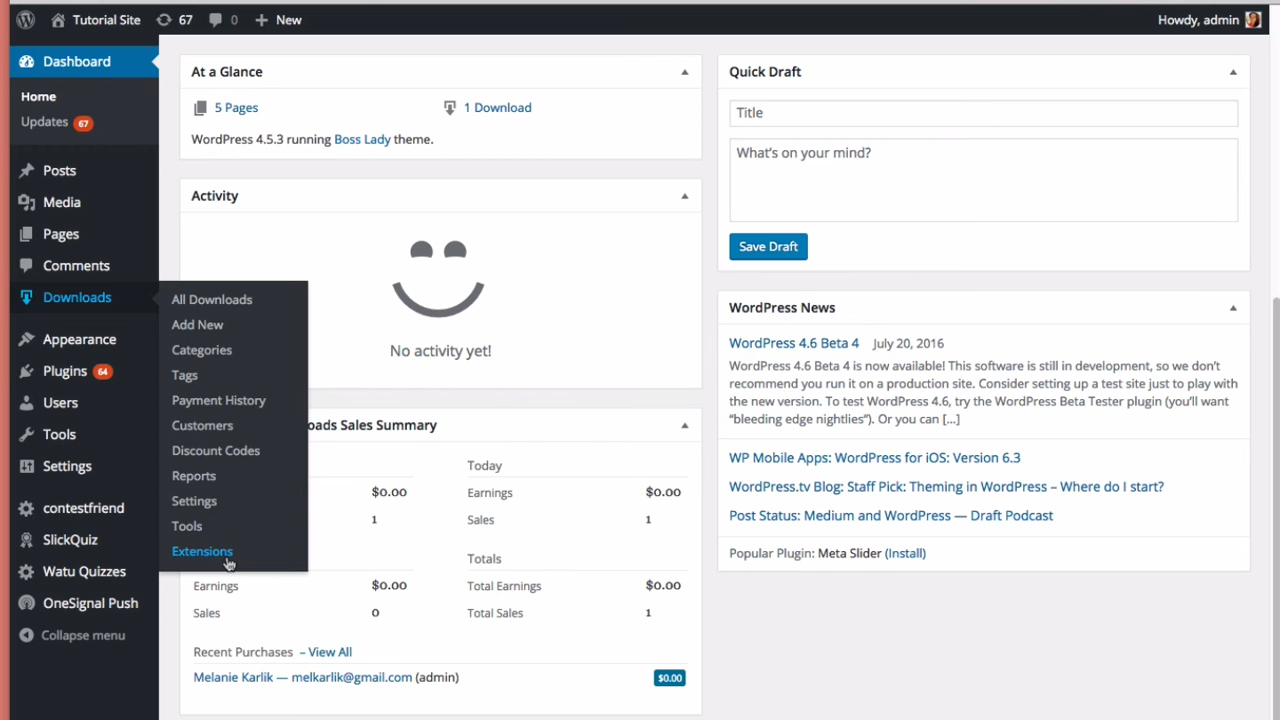 Tutorial Site 67 0 New Howdy, admin
Dashboard
Home
Updates 67
Posts
Media
Pages
Comments
Downloads
Appearance
Plugins 64
Users
Tools
Settings
contestfriend
SlickQuiz
Watu Quizzes
OneSignal Push
Collapse menu
All Downloads
Add New
Categories
Tags
Payment History
Customers
Discount Codes
Reports
Settings
Tools
Extensions
At a Glance
5 Pages 1 Download
WordPress 4.5.3 running Boss Lady theme.
Activity
No activity yet!
oads Sales Summary
Today
$0.00 Earnings $0.00
1 Sales 1
Totals
Earnings $0.00 Total Earnings $0.00
Sales 0 Total Sales 1
Recent Purchases – View All
Melanie Karlik — melkarlik@gmail.com (admin) $0.00
Quick Draft
Title
What's on your mind?
Save Draft
WordPress News
WordPress 4.6 Beta 4 July 20, 2016
WordPress 4.6 Beta 4 is now available! This software is still in development, so we don't
recommend you run it on a production site. Consider setting up a test site just to play with
the new version. To test WordPress 4.6, try the WordPress Beta Tester plugin (you'll want
“bleeding edge nightlies”). Or you can […]
WP Mobile Apps: WordPress for iOS: Version 6.3
WordPress.tv Blog: Staff Pick: Theming in WordPress – Where do I start?
Post Status: Medium and WordPress — Draft Podcast
Popular Plugin: Meta Slider (Install)